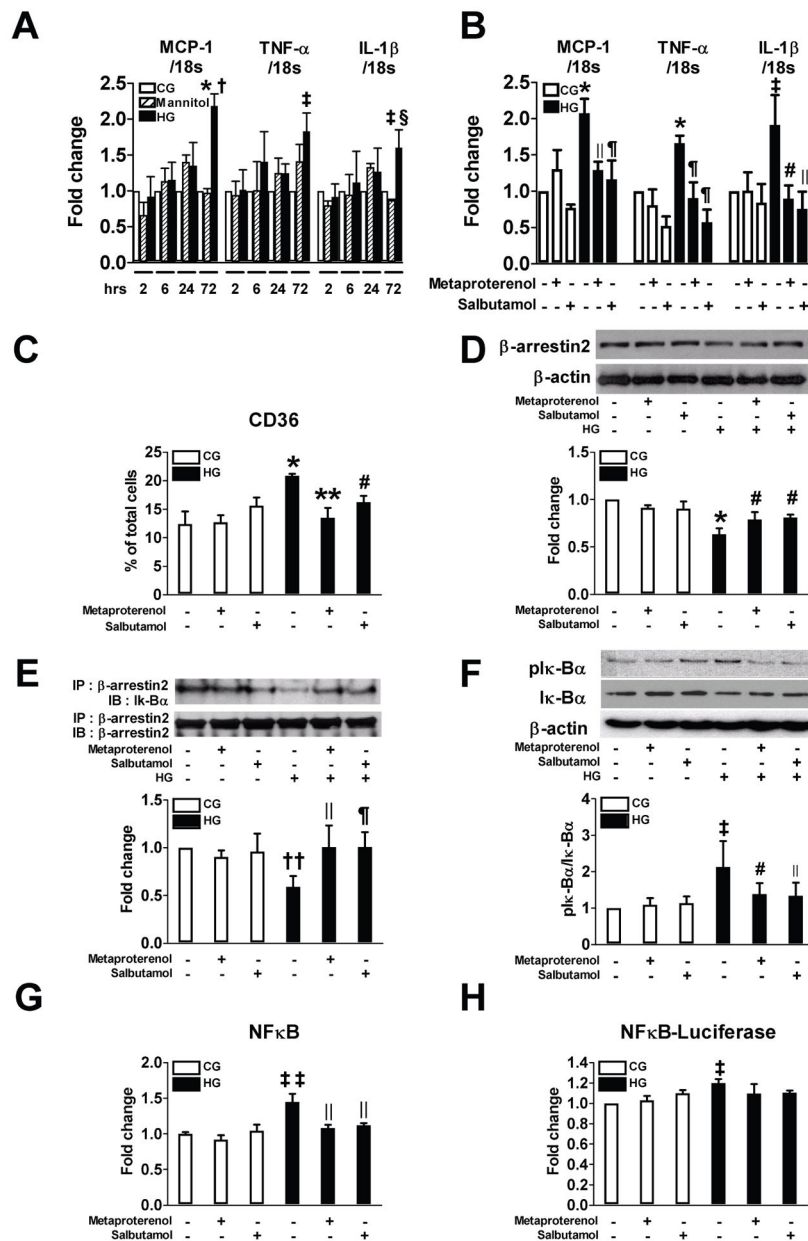 A
MCP-1 TNF-α IL-1β
/18s /18s /18s
CG
Mannitol
HG
* † ‡ ‡ §
Fold change
2.5
2.0
1.5
1.0
0.5
0.0
hrs 2 6 24 72 2 6 24 72 2 6 24 72
B
MCP-1 TNF-α IL-1β
/18s /18s /18s
CG
HG
* || ¶ * ¶ ¶ ‡ # ||
Fold change
2.5
2.0
1.5
1.0
0.5
0.0
Metaproterenol - + - - + - - + - - + - - + - - + -
Salbutamol - - + - - + - - + - - + - - + - - +
C
CD36
CG
HG
* ** #
% of total cells
25
20
15
10
5
0
Metaproterenol - + - - + -
Salbutamol - - + - - +
D
β-arrestin2
β-actin
Metaproterenol - + - - + -
Salbutamol - - + - - +
HG - - - + + +
CG
HG
* # #
Fold change
1.5
1.0
0.5
0.0
Metaproterenol - + - - + -
Salbutamol - - + - - +
E
IP : β-arrestin2
IB : Ik-Bα
IP : β-arrestin2
IB : β-arrestin2
Metaproterenol - + - - + -
Salbutamol - - + - - +
HG - - - + + +
CG
HG
†† || ¶
Fold change
1.5
1.0
0.5
0.0
Metaproterenol - + - - + -
Salbutamol - - + - - +
F
pIκ-Bα
Iκ-Bα
β-actin
Metaproterenol - + - - + -
Salbutamol - - + - - +
HG - - - + + +
CG
HG
‡ # ||
pIκ-Bα/Iκ-Bα
4
3
2
1
0
Metaproterenol - + - - + -
Salbutamol - - + - - +
G
NFκB
CG
HG
‡‡ || ||
Fold change
2.0
1.5
1.0
0.5
0.0
Metaproterenol - + - - + -
Salbutamol - - + - - +
H
NFκB-Luciferase
CG
HG
‡
Fold change
1.4
1.2
1.0
0.8
0.6
0.4
0.2
0.0
Metaproterenol - + - - + -
Salbutamol - - + - - +